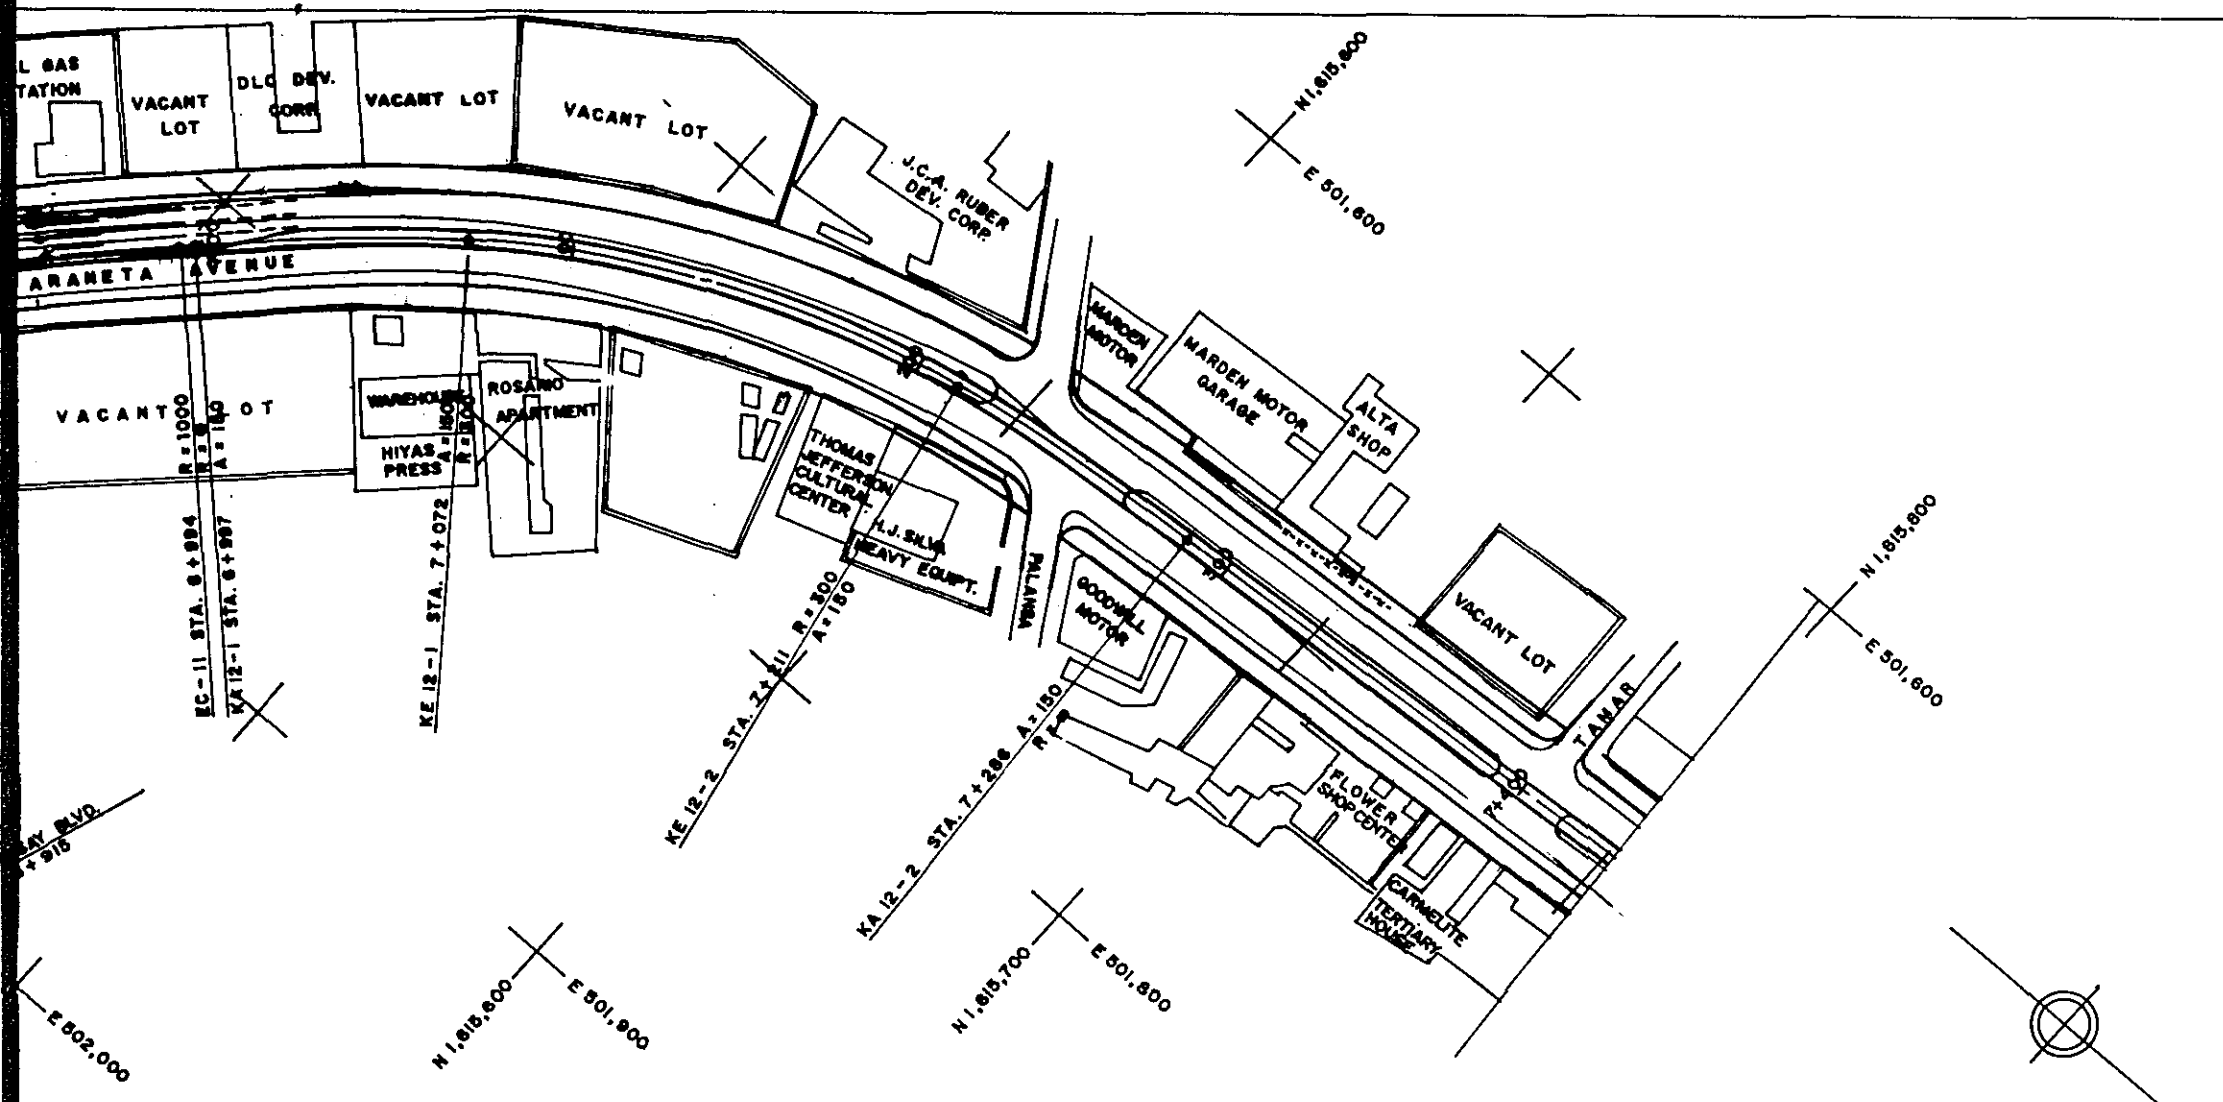 L GAS
TATION
VACANT
LOT
DLC DEV.
CORP.
VACANT LOT
VACANT LOT
J.C.A. RUBER
DEV. CORP.
N 1,615,600
E 501,600
ARANETA AVENUE
MARDEN
MOTOR
MARDEN MOTOR
GARAGE
ALTA
SHOP
VACANT LOT
WAREHOUSE
HIYAS
PRESS
ROSARIO
APARTMENT
THOMAS
JEFFERSON
CULTURAL
CENTER
H.J. SILVA
HEAVY EQUIPT.
PALANSA
GOODWILL
MOTOR
VACANT LOT
TAMAR
N 1,615,800
E 501,600
R = 1000
A = 150
EC-11 STA. 6+994
KA 12-1 STA. 6+997
KE 12-1 STA. 7+072
A = 150
R = 300
KE 12-2 STA. 7+211
R = 300
A = 150
KA 12-2 STA. 7+286
A = 150
FLOWER
SHOP CENTER
CARMELITE
TERTIARY
HOUSE
BLVD.
+ 915
E 502,000
N 1,615,600
E 501,900
N 1,615,700
E 501,800